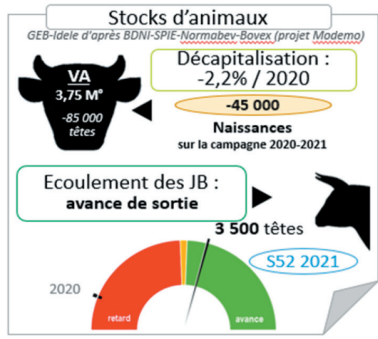 Stocks d'animaux
GEB-Idele d'après BDNI-SPIE-Normabev-Bovex (projet Modemo)
VA
3,75 M°
-85 000
têtes
Décapitalisation :
-2,2% / 2020
-45 000
Naissances
sur la campagne 2020-2021
Ecoulement des JB :
avance de sortie
3 500 têtes
S52 2021
2020
retard
avance